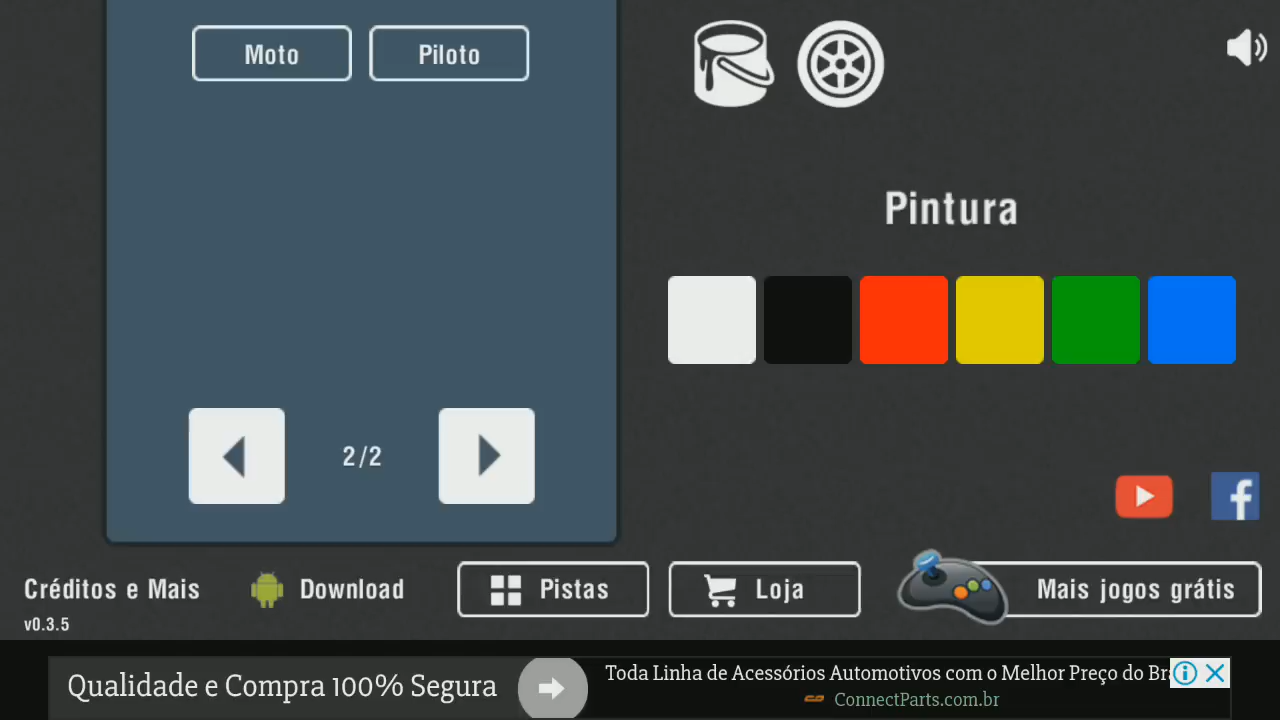 Moto
Piloto
Pintura
2/2
Créditos e Mais
Download
Pistas
Loja
Mais jogos grátis
v0.3.5
Qualidade e Compra 100% Segura
Toda Linha de Acessórios Automotivos com o Melhor Preço do
ConnectParts.com.br